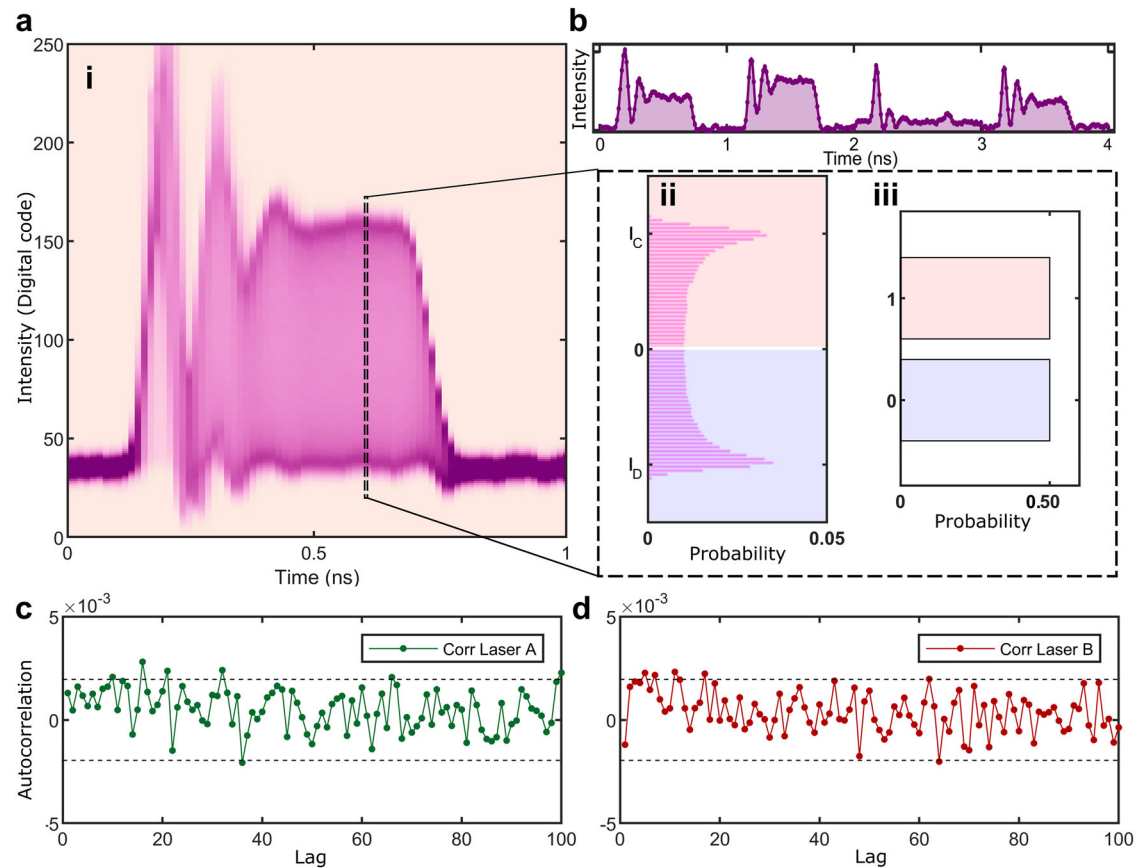 a
i
250
200
150
100
50
0
Intensity (Digital code)
0 0.5 1
Time (ns)
b
Intensity
0 1 2 3 4
Time (ns)
ii
I_C
0
I_D
0 0.05
Probability
iii
1
0
0 0.50
Probability
c
×10⁻³
5
0
-5
Autocorrelation
Corr Laser A
0 20 40 60 80 100
Lag
d
×10⁻³
5
0
-5
Corr Laser B
0 20 40 60 80 100
Lag